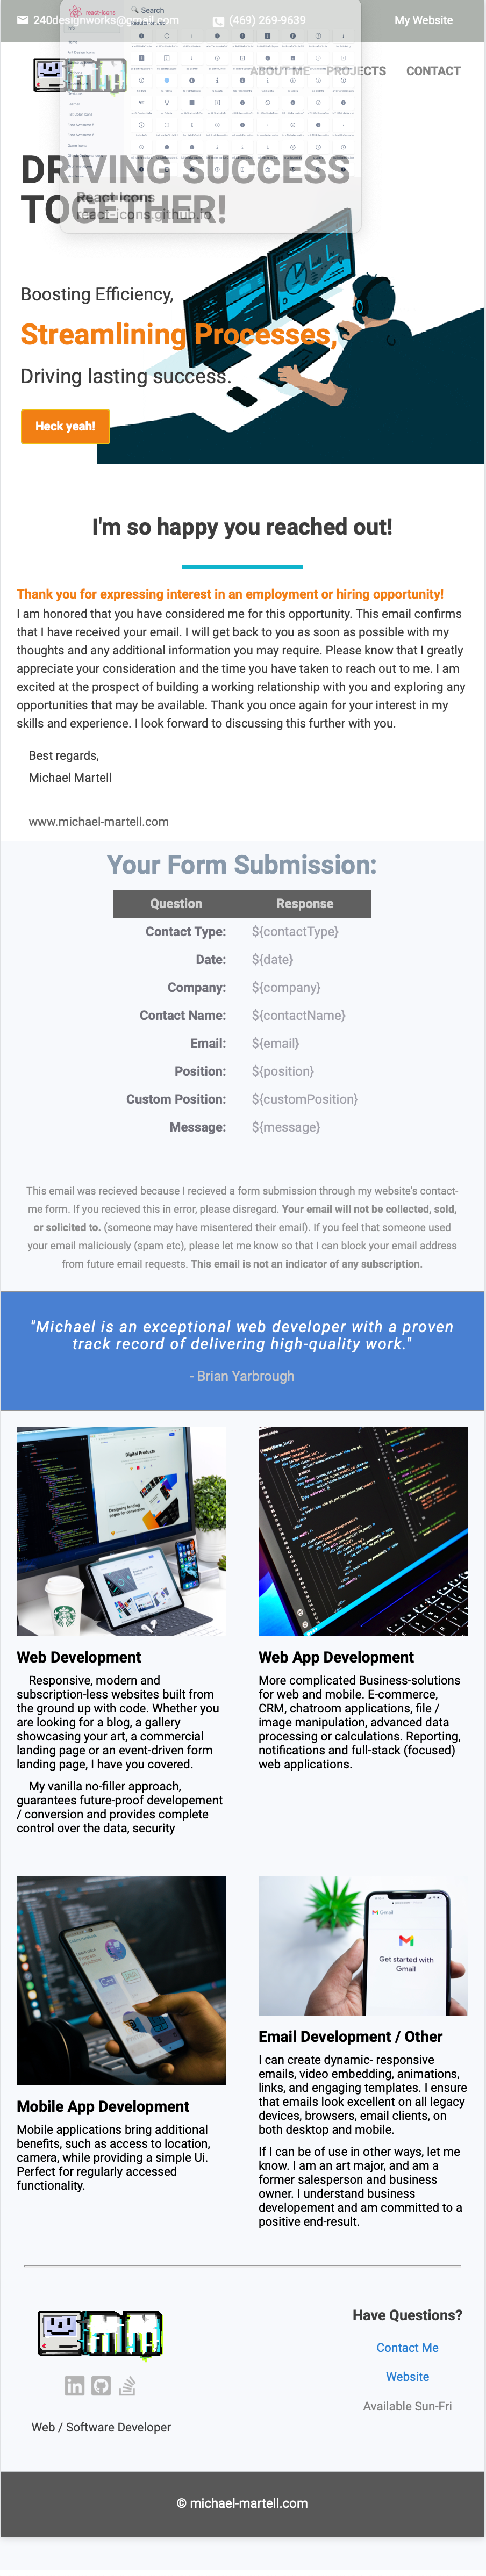 240designworks@gmail.com
(469) 269-9639
My Website
react-icons
Search
ABOUT ME
PROJECTS
CONTACT
DRIVING SUCCESS
TOGETHER!
React Icons
react-icons.github.io
Boosting Efficiency,
Streamlining Processes,
Driving lasting success.
Heck yeah!
I'm so happy you reached out!
Thank you for expressing interest in an employment or hiring opportunity!
I am honored that you have considered me for this opportunity. This email confirms
that I have received your email. I will get back to you as soon as possible with my
thoughts and any additional information you may require. Please know that I greatly
appreciate your consideration and the time you have taken to reach out to me. I am
excited at the prospect of building a working relationship with you and exploring any
opportunities that may be available. Thank you once again for your interest in my
skills and experience. I look forward to discussing this further with you.
Best regards,
Michael Martell
www.michael-martell.com
Your Form Submission:
Question Response
Contact Type: ${contactType}
Date: ${date}
Company: ${company}
Contact Name: ${contactName}
Email: ${email}
Position: ${position}
Custom Position: ${customPosition}
Message: ${message}
This email was recieved because I recieved a form submission through my website's contact-
me form. If you recieved this in error, please disregard. Your email will not be collected, sold,
or solicited to. (someone may have misentered their email). If you feel that someone used
your email maliciously (spam etc), please let me know so that I can block your email address
from future email requests. This email is not an indicator of any subscription.
"Michael is an exceptional web developer with a proven
track record of delivering high-quality work."
- Brian Yarbrough
Digital Products
Designing landing
pages for conversion
Web Development
Responsive, modern and
subscription-less websites built from
the ground up with code. Whether you
are looking for a blog, a gallery
showcasing your art, a commercial
landing page or an event-driven form
landing page, I have you covered.
My vanilla no-filler approach,
guarantees future-proof developement
/ conversion and provides complete
control over the data, security
Web App Development
More complicated Business-solutions
for web and mobile. E-commerce,
CRM, chatroom applications, file /
image manipulation, advanced data
processing or calculations. Reporting,
notifications and full-stack (focused)
web applications.
Mobile App Development
Mobile applications bring additional
benefits, such as access to location,
camera, while providing a simple Ui.
Perfect for regularly accessed
functionality.
Gmail
Get started with
Gmail
Email Development / Other
I can create dynamic- responsive
emails, video embedding, animations,
links, and engaging templates. I ensure
that emails look excellent on all legacy
devices, browsers, email clients, on
both desktop and mobile.
If I can be of use in other ways, let me
know. I am an art major, and am a
former salesperson and business
owner. I understand business
developement and am committed to a
positive end-result.
mm
Web / Software Developer
Have Questions?
Contact Me
Website
Available Sun-Fri
© michael-martell.com